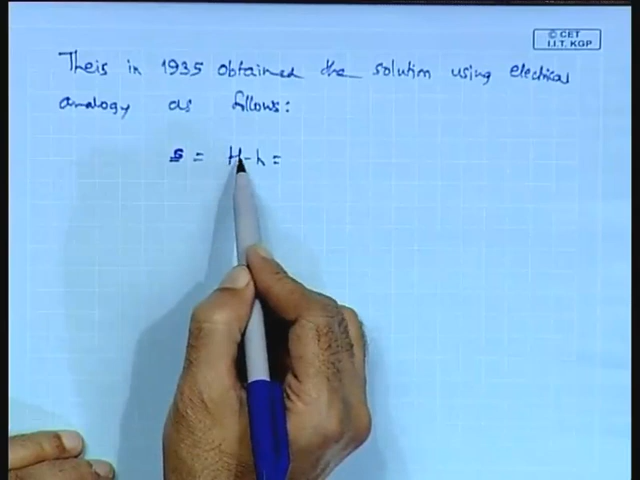 © CET
I.I.T. KGP
Theis in 1935 obtained the solution using electrical
analogy as follows:
s = H-h =